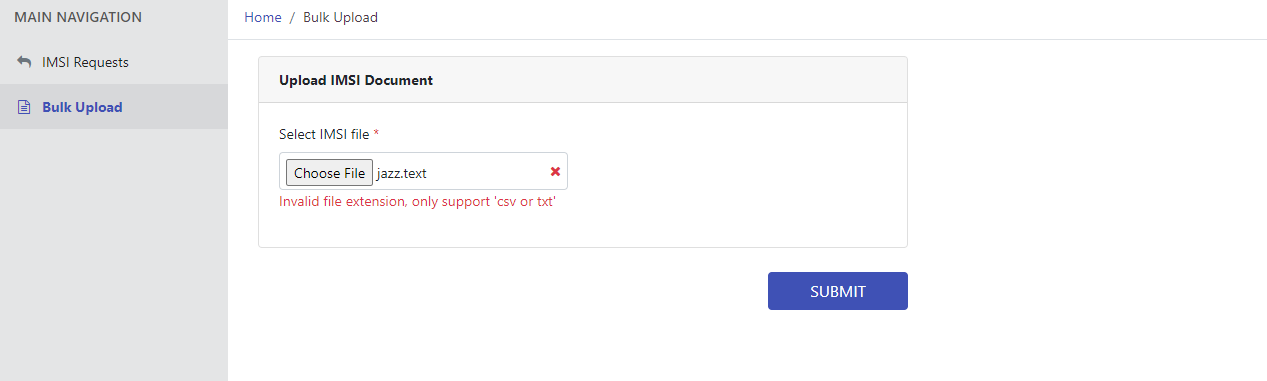 MAIN NAVIGATION
IMSI Requests
Bulk Upload
Home / Bulk Upload
Upload IMSI Document
Select IMSI file *
Choose File jazz.text
Invalid file extension, only support 'csv or txt'
SUBMIT